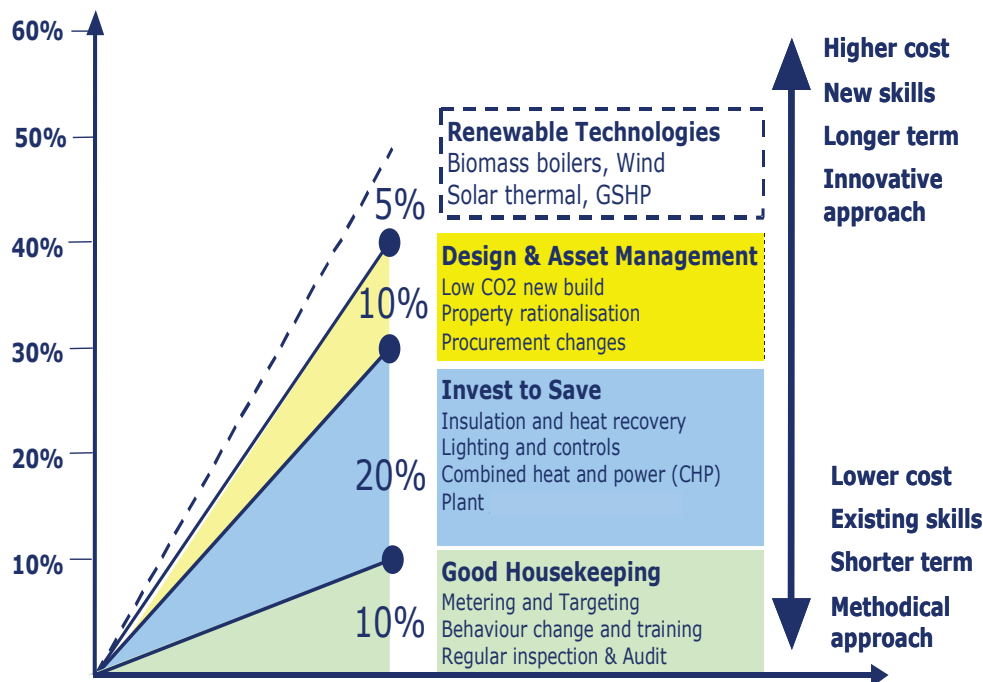 60%
50%
40%
30%
20%
10%
5%
10%
20%
10%
Renewable Technologies
Biomass boilers, Wind
Solar thermal, GSHP
Design & Asset Management
Low CO2 new build
Property rationalisation
Procurement changes
Invest to Save
Insulation and heat recovery
Lighting and controls
Combined heat and power (CHP)
Plant
Good Housekeeping
Metering and Targeting
Behaviour change and training
Regular inspection & Audit
Higher cost
New skills
Longer term
Innovative
approach
Lower cost
Existing skills
Shorter term
Methodical
approach